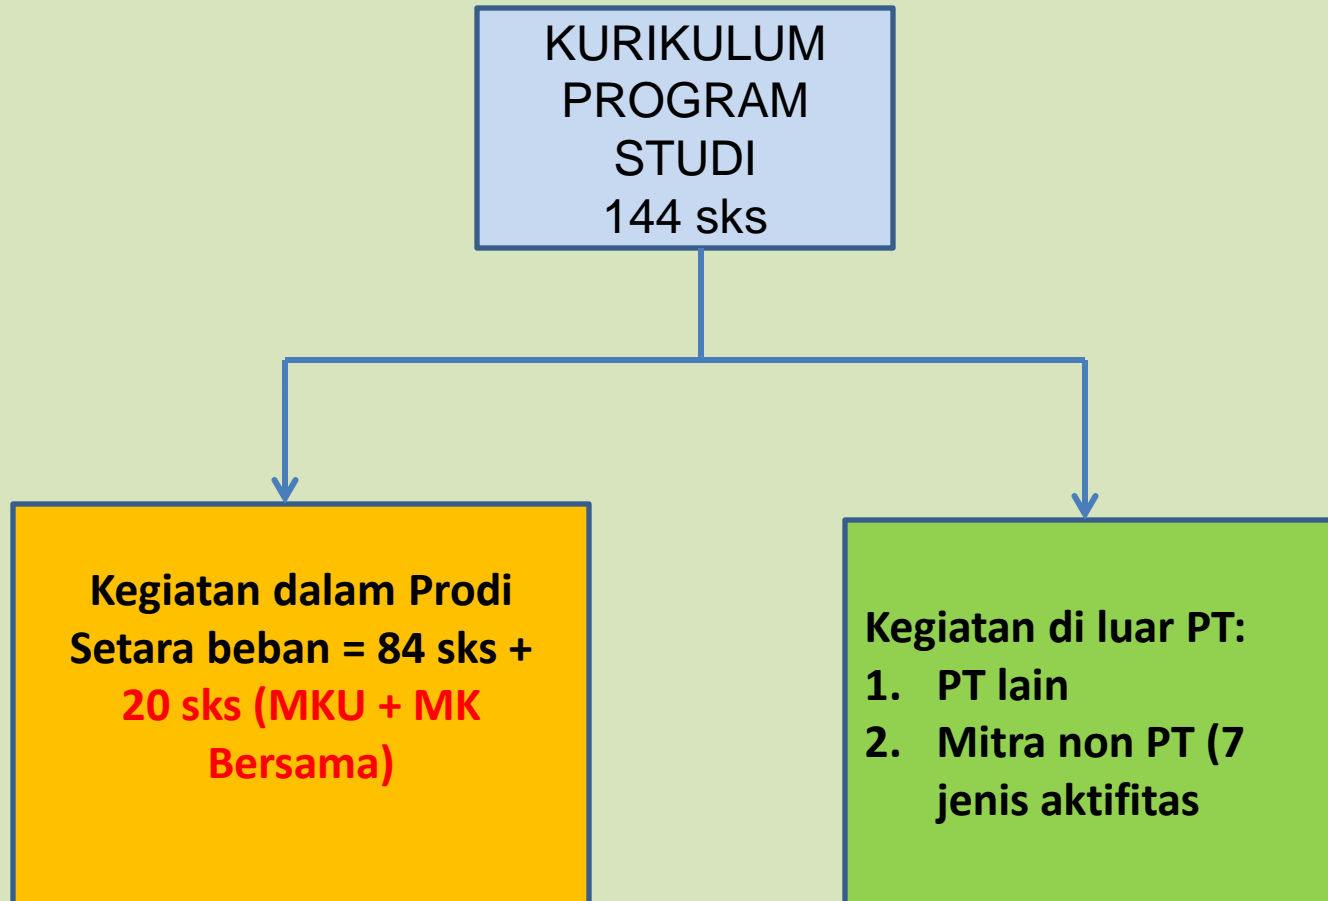 KURIKULUM
PROGRAM
STUDI
144 sks
Kegiatan dalam Prodi
Setara beban = 84 sks +
20 sks (MKU + MK
Bersama)
Kegiatan di luar PT:
1. PT lain
2. Mitra non PT (7
jenis aktifitas